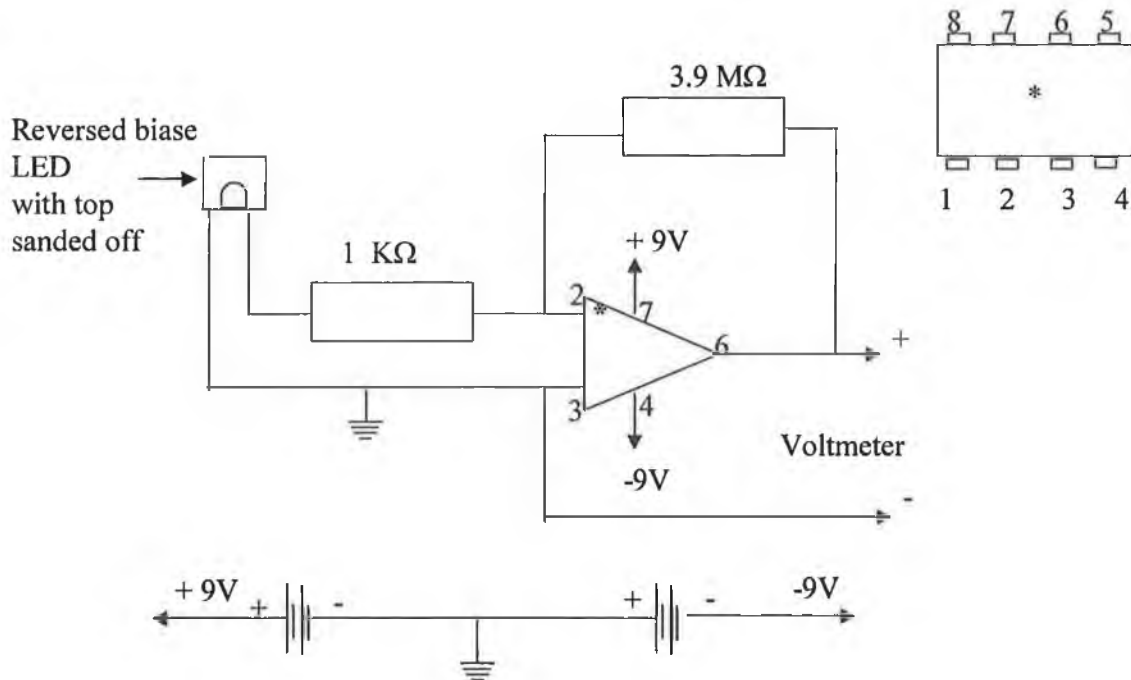 8 7 6 5
*
1 2 3 4
3.9 MΩ
Reversed biase
LED
with top
sanded off
1 KΩ
+ 9V
2
*
7
6
+
3
4
-9V
Voltmeter
-
+ 9V
+
-
+
-
-9V